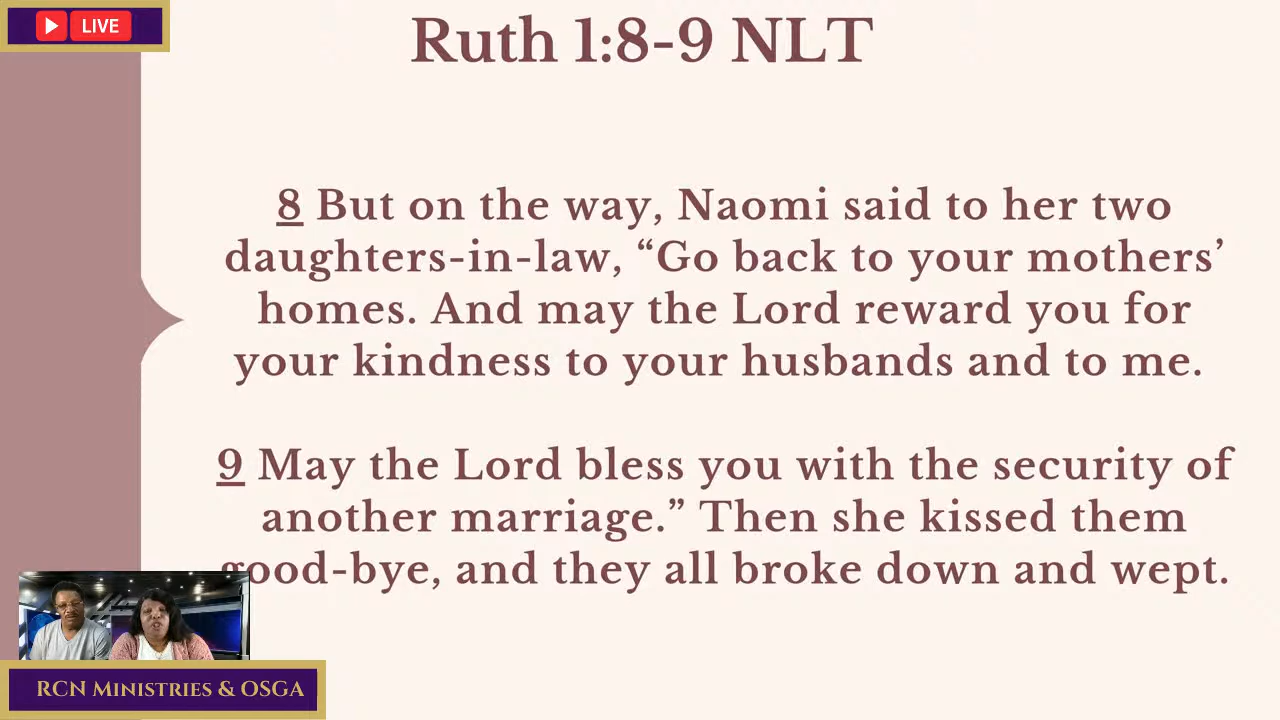 LIVE
Ruth 1:8-9 NLT
8 But on the way, Naomi said to her two
daughters-in-law, “Go back to your mothers’
homes. And may the Lord reward you for
your kindness to your husbands and to me.
9 May the Lord bless you with the security of
another marriage.” Then she kissed them
good-bye, and they all broke down and wept.
RCN Ministries & OSGA